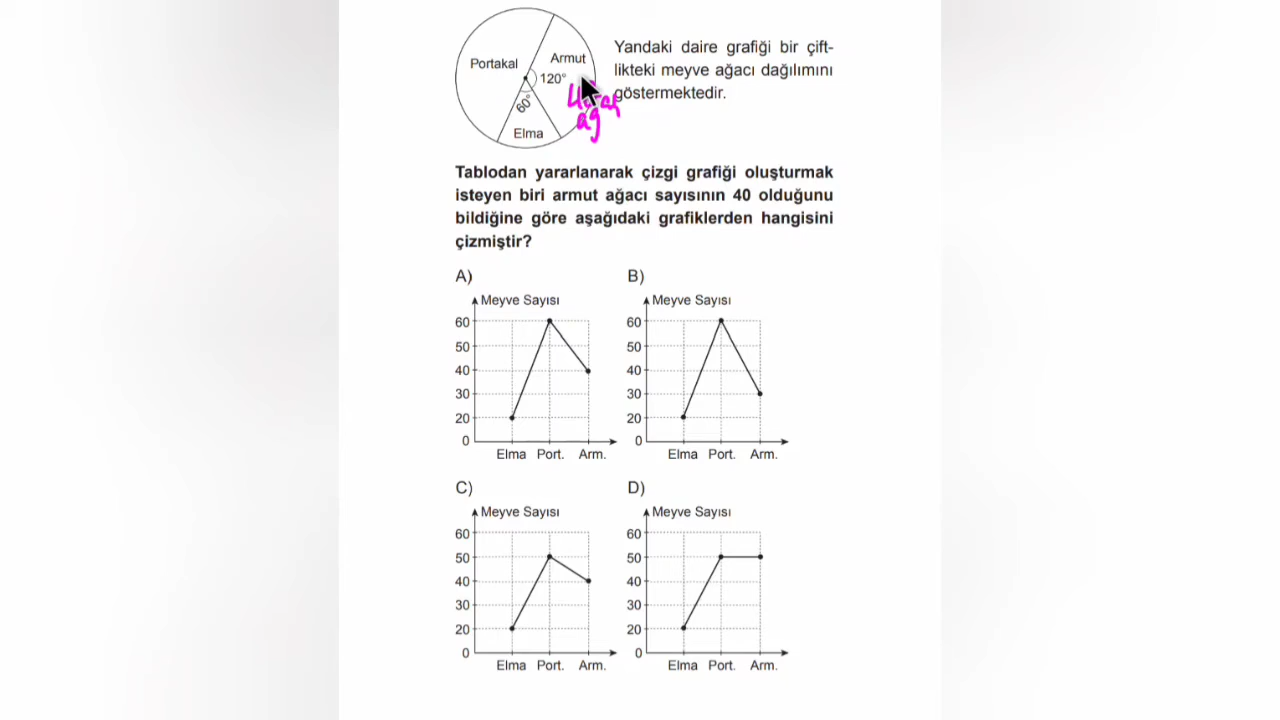 Portakal
Armut
120°
60°
Elma
ağ
Yandaki daire grafiği bir çift-
likteki meyve ağacı dağılımını
göstermektedir.
Tablodan yararlanarak çizgi grafiği oluşturmak
isteyen biri armut ağacı sayısının 40 olduğunu
bildiğine göre aşağıdaki grafiklerden hangisini
çizmiştir?
A)
Meyve Sayısı
60
50
40
30
20
0
Elma Port. Arm.
B)
Meyve Sayısı
60
50
40
30
20
0
Elma Port. Arm.
C)
Meyve Sayısı
60
50
40
30
20
0
Elma Port. Arm.
D)
Meyve Sayısı
60
50
40
30
20
0
Elma Port. Arm.